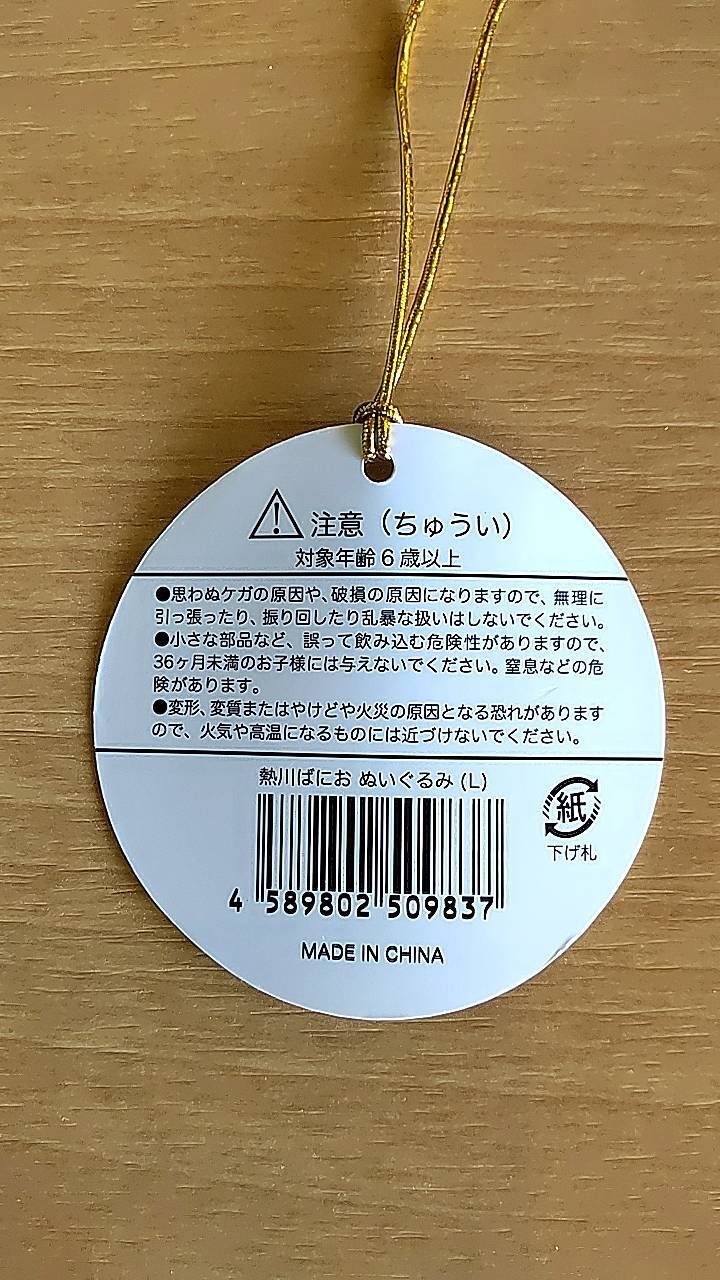 注意（ちゅうい）
対象年齢 6 歳以上
●思わぬケガの原因や、破損の原因になりますので、無理に
引っ張ったり、振り回したり乱暴な扱いはしないでください。
●小さな部品など、誤って飲み込む危険性がありますので、
36ヶ月未満のお子様には与えないでください。窒息などの危
険があります。
●変形、変質またはやけどや火災の原因となる恐れがあります
ので、火気や高温になるものには近づけないでください。
熱川ばにお ぬいぐるみ (L)
紙
下げ札
4 589802 509837
MADE IN CHINA